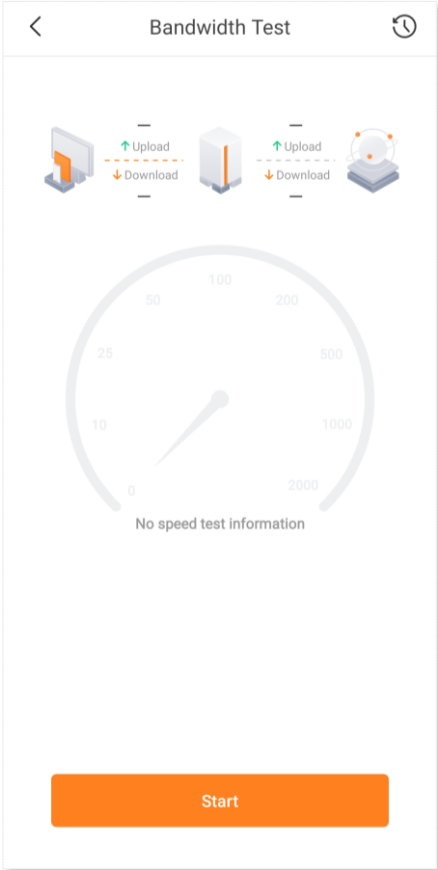 Bandwidth Test
—
—
↑ Upload
↑ Upload
↓ Download
↓ Download
—
—
100
50
200
25
500
10
1000
0
2000
No speed test information
Start